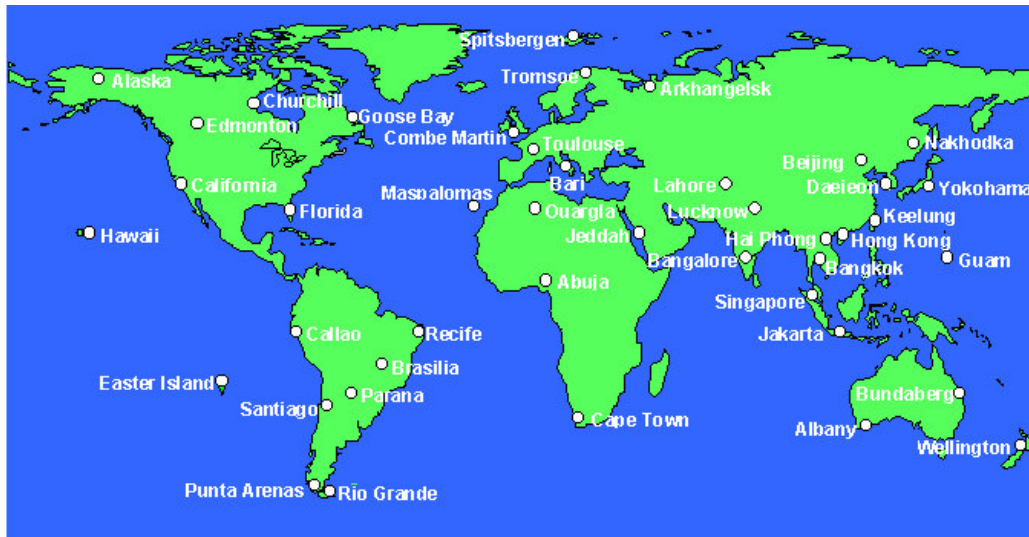 Spitsbergen
Alaska
Tromsoe
Arkhangelsk
Churchill
Goose Bay
Edmonton
Combe Martin
Toulouse
Nakhodka
Beijing
Bari
California
Maspalomas
Lahore
Daejeon
Yokohama
Florida
Ouargla
Lucknow
Keelung
Hawaii
Jeddah
Hai Phong
Hong Kong
Bangalore
Bangkok
Guam
Abuja
Singapore
Callao
Recife
Jakarta
Brasilia
Easter Island
Parana
Santiago
Bundaberg
Cape Town
Albany
Wellington
Punta Arenas
Rio Grande